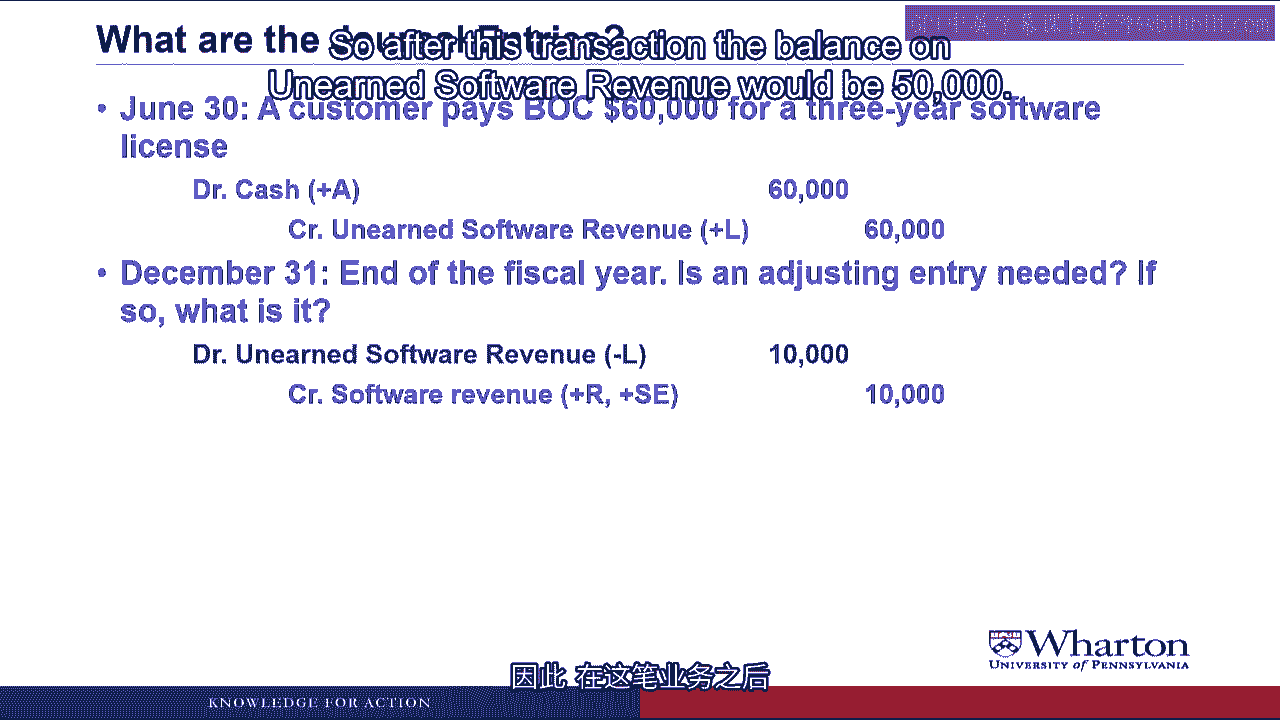 What are the Journal Entries?
So after this transaction the balance on
Unearned Software Revenue would be 50,000.
• June 30: A customer pays BOC $60,000 for a three-year software
license
Dr. Cash (+A) 60,000
Cr. Unearned Software Revenue (+L) 60,000
• December 31: End of the fiscal year. Is an adjusting entry needed? If
so, what is it?
Dr. Unearned Software Revenue (-L) 10,000
Cr. Software revenue (+R, +SE) 10,000
Wharton
UNIVERSITY of PENNSYLVANIA
因此 在这笔业务之后
KNOWLEDGE FOR ACTION